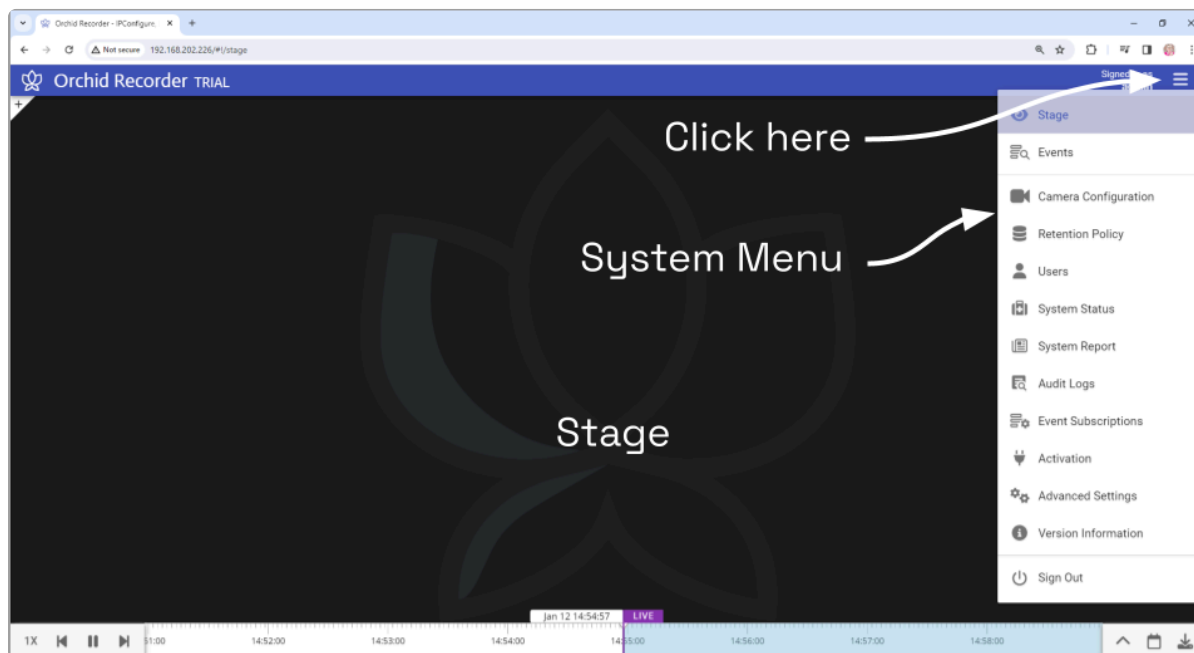 Orchid Recorder - IPConfigure,
Not secure 192.168.202.226/#!/stage
Orchid Recorder TRIAL
Click here
Stage
Events
System Menu
Camera Configuration
Retention Policy
Users
System Status
System Report
Audit Logs
Stage
Event Subscriptions
Activation
Advanced Settings
Version Information
Sign Out
Jan 12 14:54:57 LIVE
1X 14:52:00 14:53:00 14:54:00 14:56:00 14:57:00 14:58:00